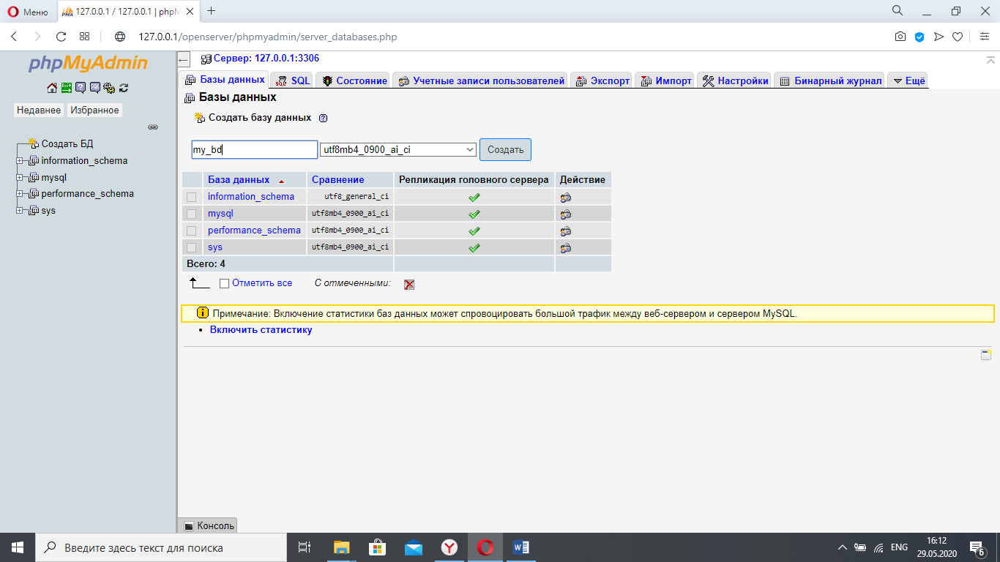 Меню
127.0.0.1 / 127.0.0.1 | phpM
127.0.0.1/openserver/phpmyadmin/server_databases.php
phpMyAdmin
Недавнее Избранное
Создать БД
information_schema
mysql
performance_schema
sys
Сервер: 127.0.0.1:3306
Базы данных SQL Состояние Учетные записи пользователей Экспорт Импорт Настройки Бинарный журнал Ещё
Базы данных
Создать базу данных
my_bd utf8mb4_0900_ai_ci Создать
База данных Сравнение Репликация головного сервера Действие
information_schema utf8_general_ci
mysql utf8mb4_0900_ai_ci
performance_schema utf8mb4_0900_ai_ci
sys utf8mb4_0900_ai_ci
Всего: 4
Отметить все С отмеченными:
Примечание: Включение статистики баз данных может спровоцировать большой трафик между веб-сервером и сервером MySQL.
• Включить статистику
Консоль
Введите здесь текст для поиска
ENG
16:12
29.05.2020
6